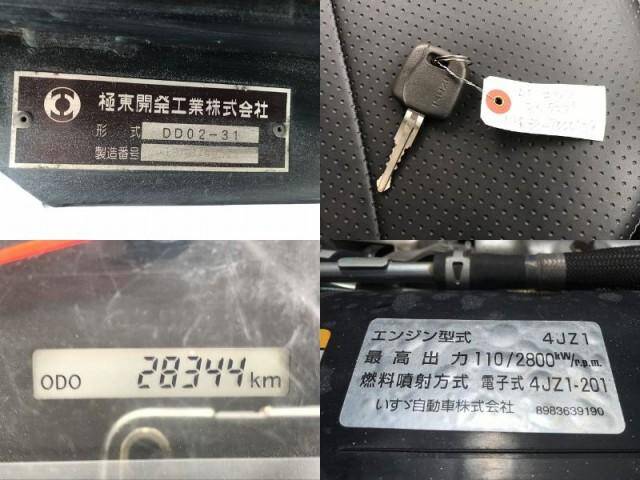 極東開発工業株式会社
形式 DD02-31
製造番号
ODO 28344 km
エンジン型式 4JZ1
最高出力 110/2800kW/r.p.m.
燃料噴射方式 電子式 4JZ1-201
いすゞ自動車株式会社 8983639190